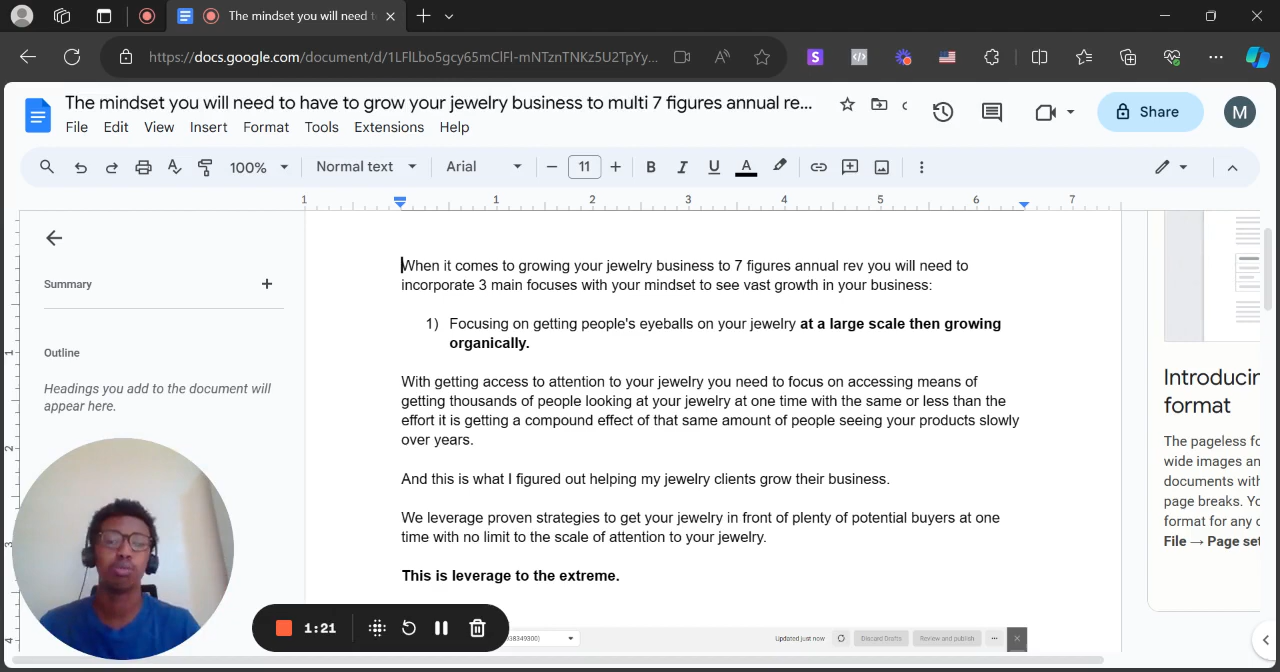 The mindset you will need t
https://docs.google.com/document/d/1LFlLbo5gcy65mClFl-mNTznTNKz5U2TpYy...
S
The mindset you will need to have to grow your jewelry business to multi 7 figures annual re...
File Edit View Insert Format Tools Extensions Help
Share
M
100% Normal text Arial 11 B I U A
1 1 2 3 4 5 6 7
Summary
Outline
Headings you add to the document will
appear here.
When it comes to growing your jewelry business to 7 figures annual rev you will need to
incorporate 3 main focuses with your mindset to see vast growth in your business:
1) Focusing on getting people's eyeballs on your jewelry at a large scale then growing
organically.
With getting access to attention to your jewelry you need to focus on accessing means of
getting thousands of people looking at your jewelry at one time with the same or less than the
effort it is getting a compound effect of that same amount of people seeing your products slowly
over years.
And this is what I figured out helping my jewelry clients grow their business.
We leverage proven strategies to get your jewelry in front of plenty of potential buyers at one
time with no limit to the scale of attention to your jewelry.
This is leverage to the extreme.
Updated just now Discard Drafts Review and publish
Introducin
format
The pageless fo
wide images an
documents with
page breaks. Yo
format for any c
File → Page set
1
2
3
4
1:21